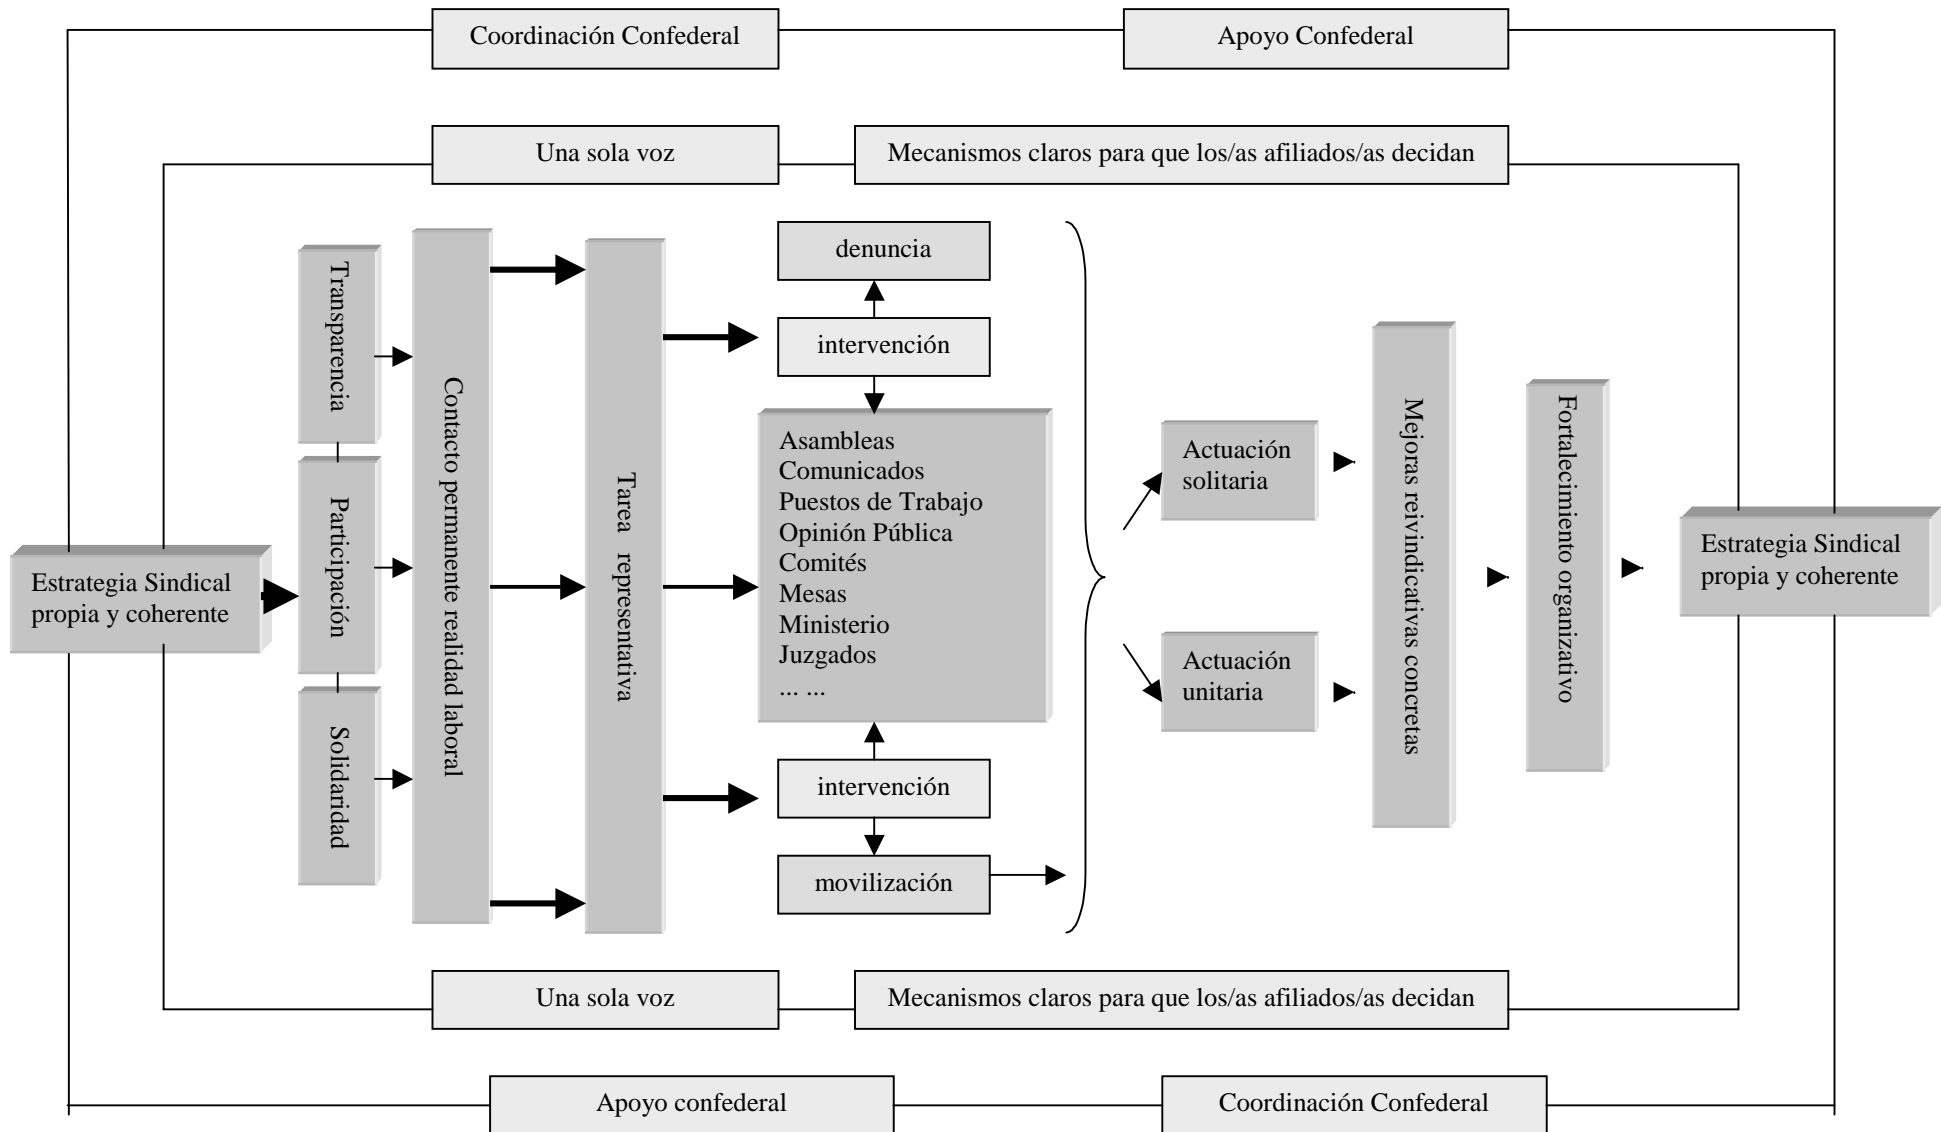 Coordinación Confederal
Apoyo Confederal
Una sola voz
Mecanismos claros para que los/as afiliados/as decidan
Estrategia Sindical
propia y coherente
Transparencia
Participación
Solidaridad
Contacto permanente realidad laboral
Tarea representativa
denuncia
intervención
Asambleas
Comunicados
Puestos de Trabajo
Opinión Pública
Comités
Mesas
Ministerio
Juzgados
... ...
intervención
movilización
Actuación
solitaria
Actuación
unitaria
Mejoras reivindicativas concretas
Fortalecimiento organizativo
Estrategia Sindical
propia y coherente
Una sola voz
Mecanismos claros para que los/as afiliados/as decidan
Apoyo confederal
Coordinación Confederal